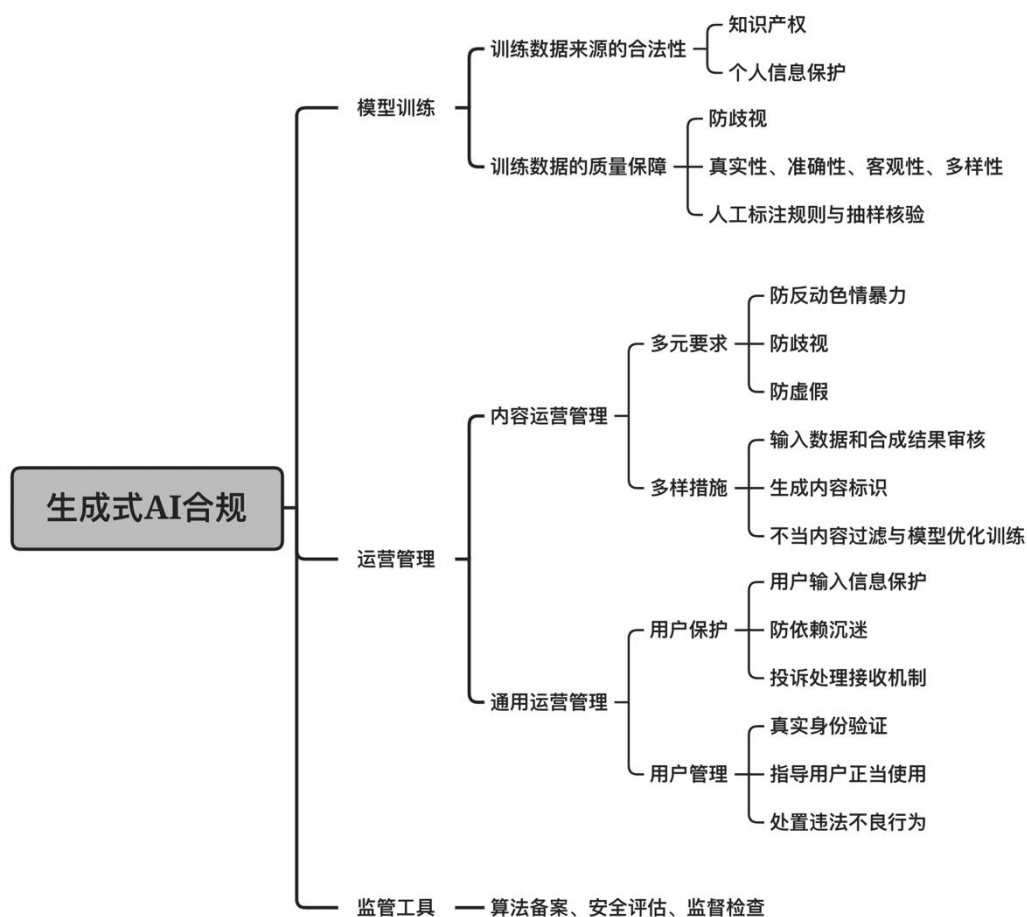 生成式AI合规
模型训练
训练数据来源的合法性
知识产权
个人信息保护
训练数据的质量保障
防歧视
真实性、准确性、客观性、多样性
人工标注规则与抽样核验
运营管理
内容运营管理
多元要求
防反动色情暴力
防歧视
防虚假
多样措施
输入数据和合成结果审核
生成内容标识
不当内容过滤与模型优化训练
通用运营管理
用户保护
用户输入信息保护
防依赖沉迷
投诉处理接收机制
用户管理
真实身份验证
指导用户正当使用
处置违法不良行为
监管工具
算法备案、安全评估、监督检查